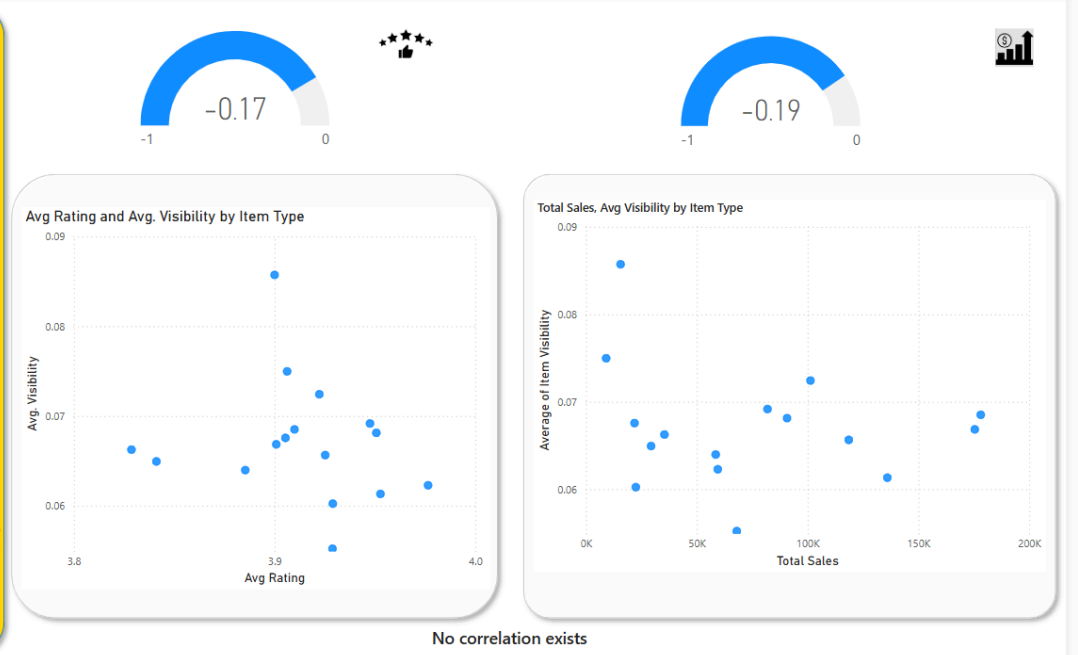 -0.17
-1
0
$
-0.19
-1
0
Avg Rating and Avg. Visibility by Item Type
0.09
0.08
0.07
0.06
Avg. Visibility
3.8
3.9
4.0
Avg Rating
Total Sales, Avg Visibility by Item Type
0.09
0.08
0.07
0.06
Average of Item Visibility
0K
50K
100K
150K
200K
Total Sales
No correlation exists